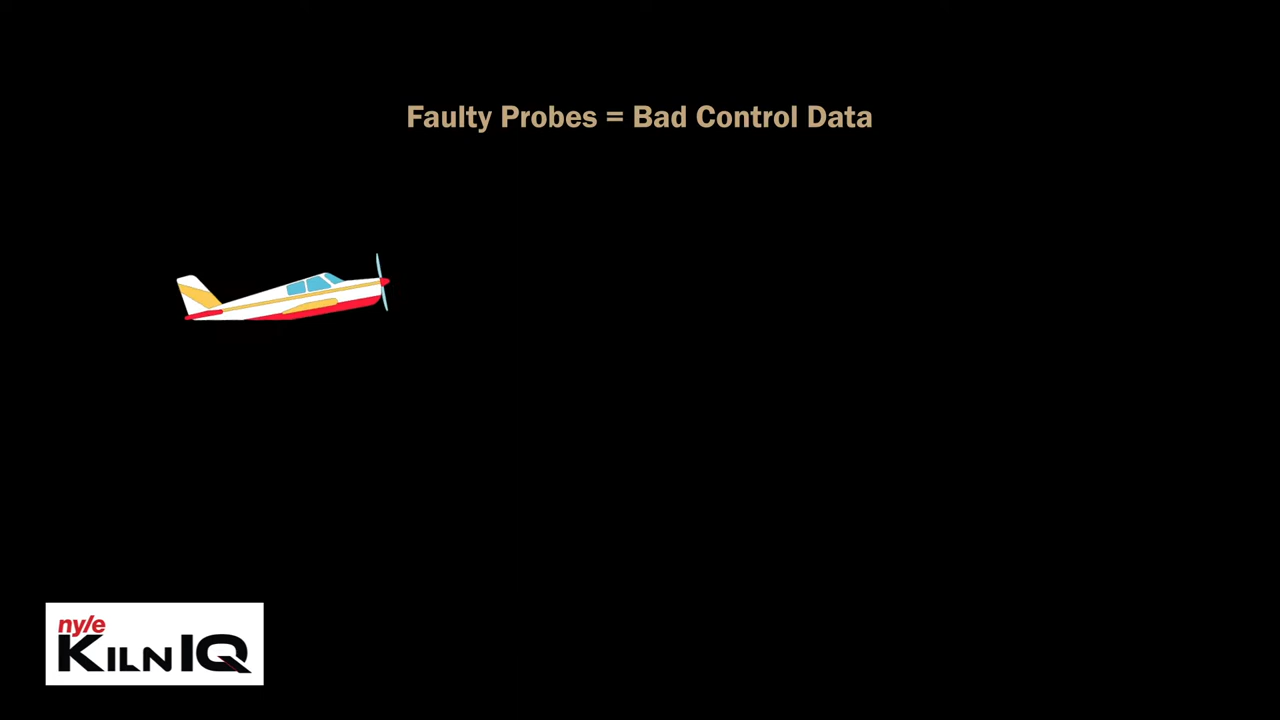 Faulty Probes = Bad Control Data
nyle
KILN IQ